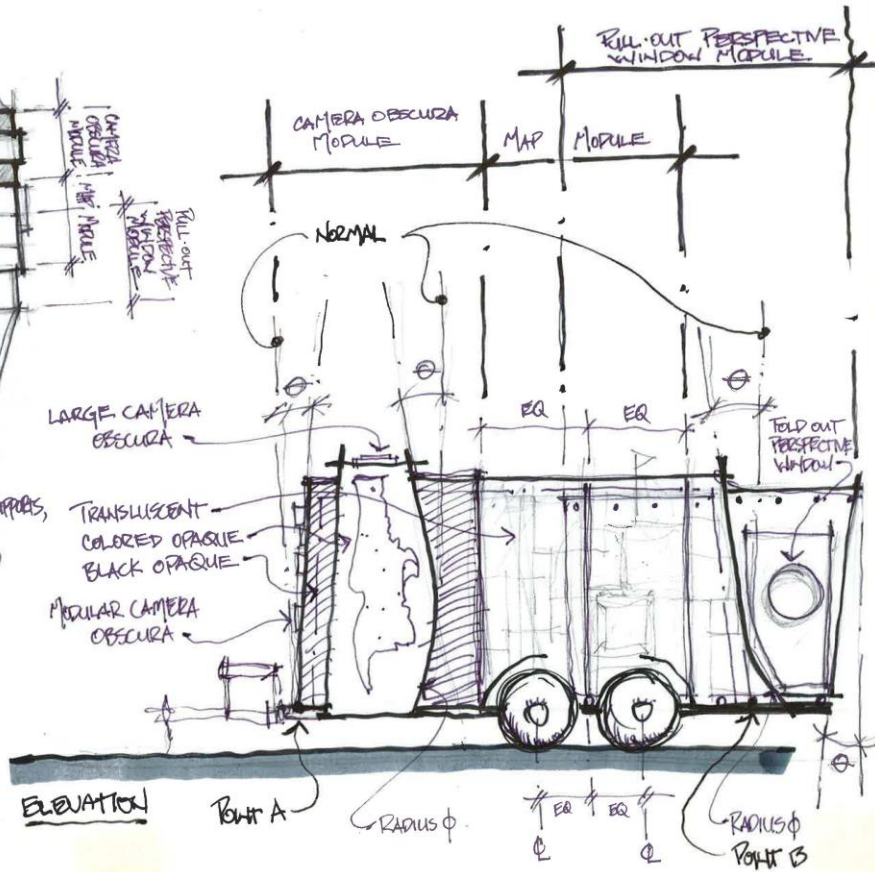 PULL-OUT PERSPECTIVE
WINDOW MODULE
CAMERA OBSCURA
MODULE
MAP MODULE
CAMERA
OBSCURA
MODULE
MAP MODULE
PULL-OUT
PERSPECTIVE
WINDOW
MODULE
NORMAL
Θ
Θ
Θ
LARGE CAMERA
OBSCURA
EQ
EQ
FOLD OUT
PERSPECTIVE
WINDOW
TRANSLUSCENT
COLORED OPAQUE
BLACK OPAQUE
MODULAR CAMERA
OBSCURA
Θ
ELEVATION
POINT A
RADIUS ϕ
EQ
EQ
RADIUS ϕ
POINT B
℄
℄